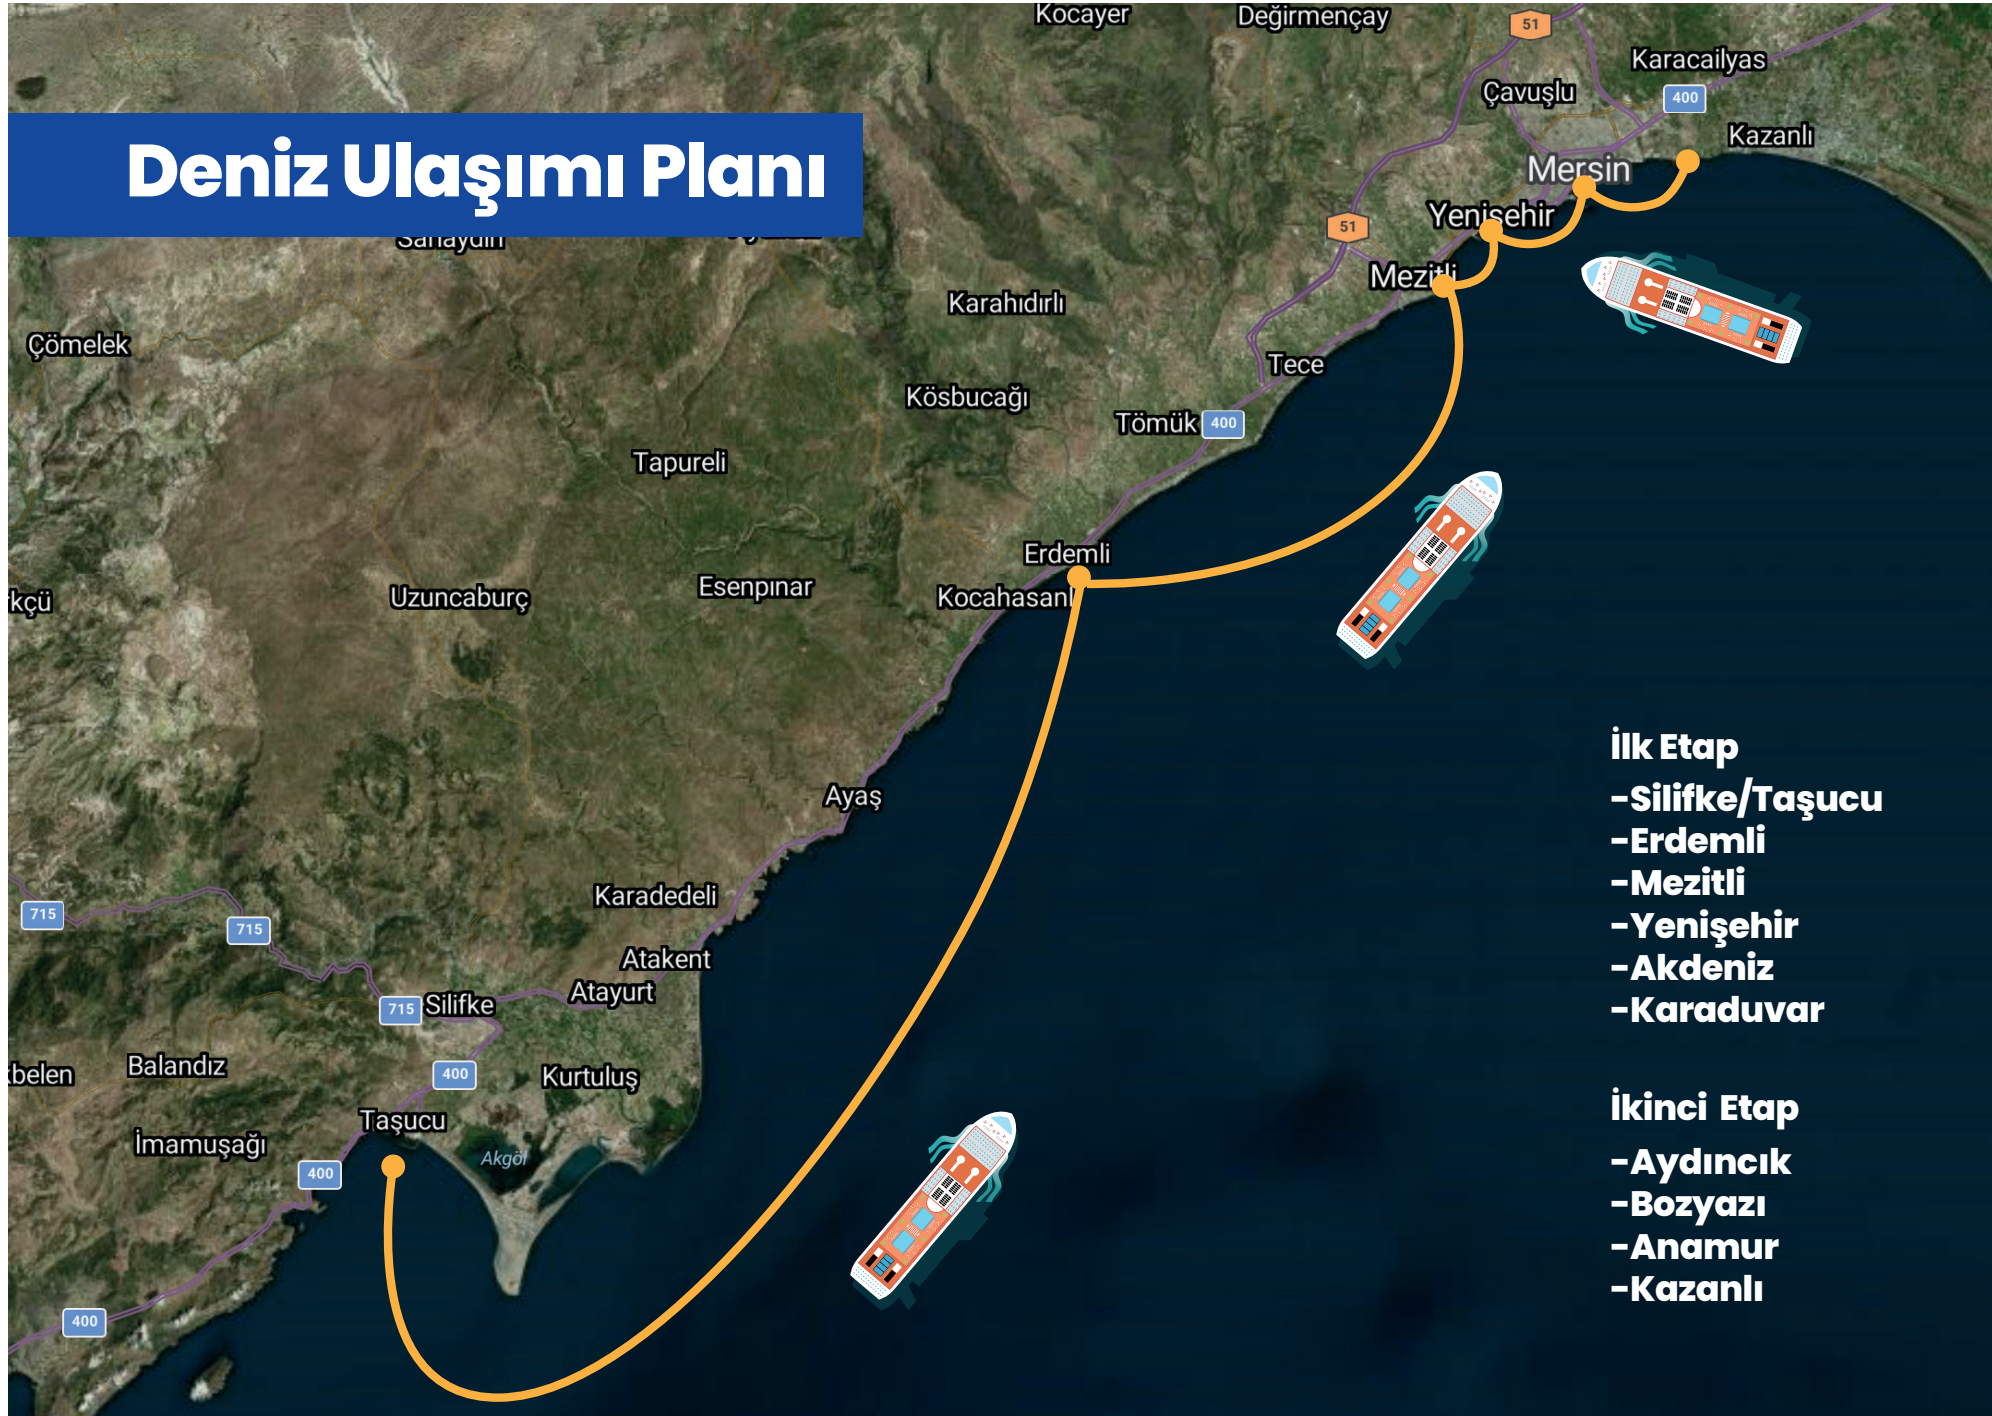 Kocayer
Değirmençay
51
Karacailyas
Çavuşlu
400
Kazanlı
Deniz Ulaşımı Planı
Mersin
Yenişehir
51
Mezitli
Karahıdırlı
Çömelek
Tece
Kösbucağı
Tömük
400
Tapureli
Erdemli
Esenpınar
Uzuncaburç
Kocahasanlı
İlk Etap
-Silifke/Taşucu
-Erdemli
-Mezitli
-Yenişehir
-Akdeniz
-Karaduvar
Ayaş
Karadedeli
715
715
Atakent
Atayurt
715
Silifke
Balandız
400
Kurtuluş
Taşucu
İmamuşağı
400
Akgöl
400
İkinci Etap
-Aydıncık
-Bozyazı
-Anamur
-Kazanlı